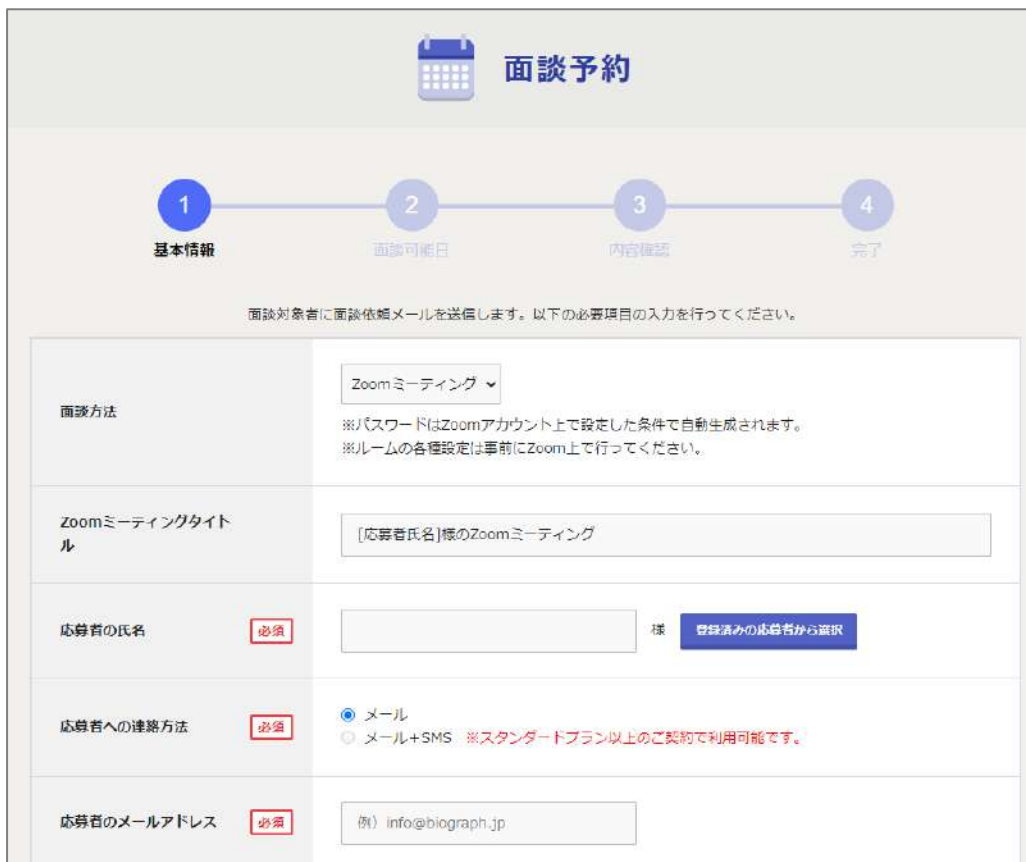 面談予約
1
2
3
4
基本情報
面談可能日
内容確認
完了
面談対象者に面談依頼メールを送信します。以下の必要項目の入力を行ってください。
面談方法
Zoomミーティング
※パスワードはZoomアカウント上で設定した条件で自動生成されます。
※ルームの各種設定は事前にZoom上で行ってください。
Zoomミーティングタイト
ル
[応募者氏名]様のZoomミーティング
応募者の氏名
必須
様
登録済みの応募者から選択
応募者への連絡方法
必須
メール
メール+SMS ※スタンダードプラン以上のご契約で利用可能です。
応募者のメールアドレス
必須
例）info@biograph.jp